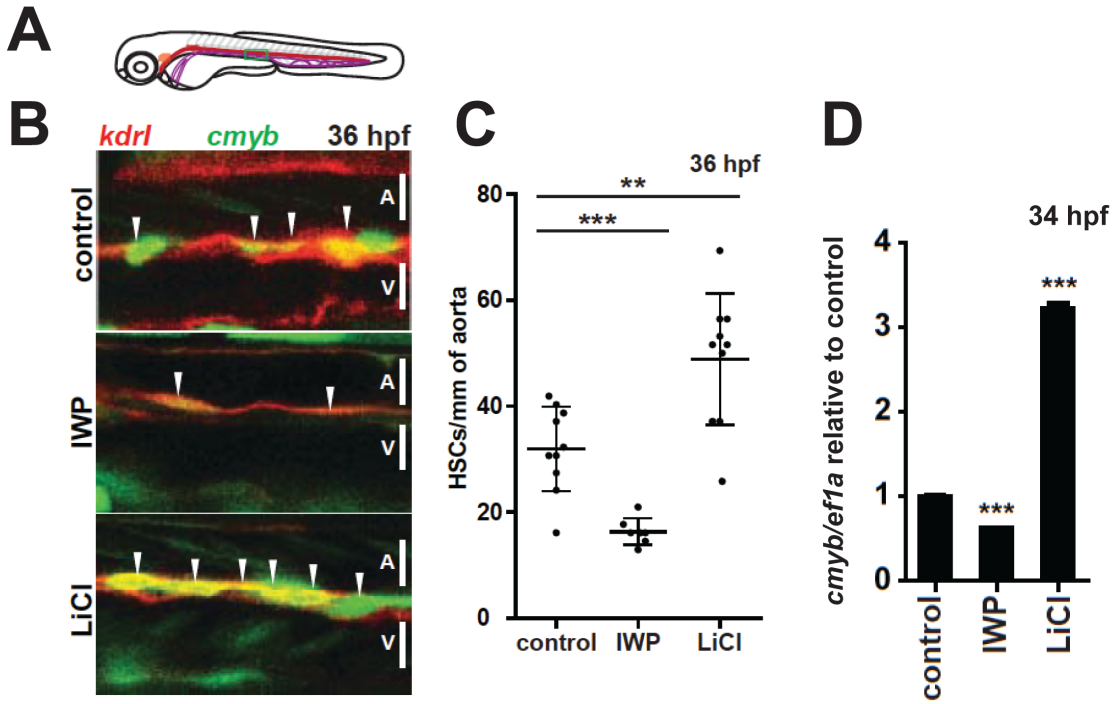 A
B
kdrl cmyb 36 hpf
control
A
V
IWP
A
V
LiCl
A
V
C
36 hpf
**
***
HSCs/mm of aorta
80
60
40
20
0
control IWP LiCl
D
34 hpf
cmyb/ef1a relative to control
4
3
2
1
0
***
***
control
IWP
LiCl